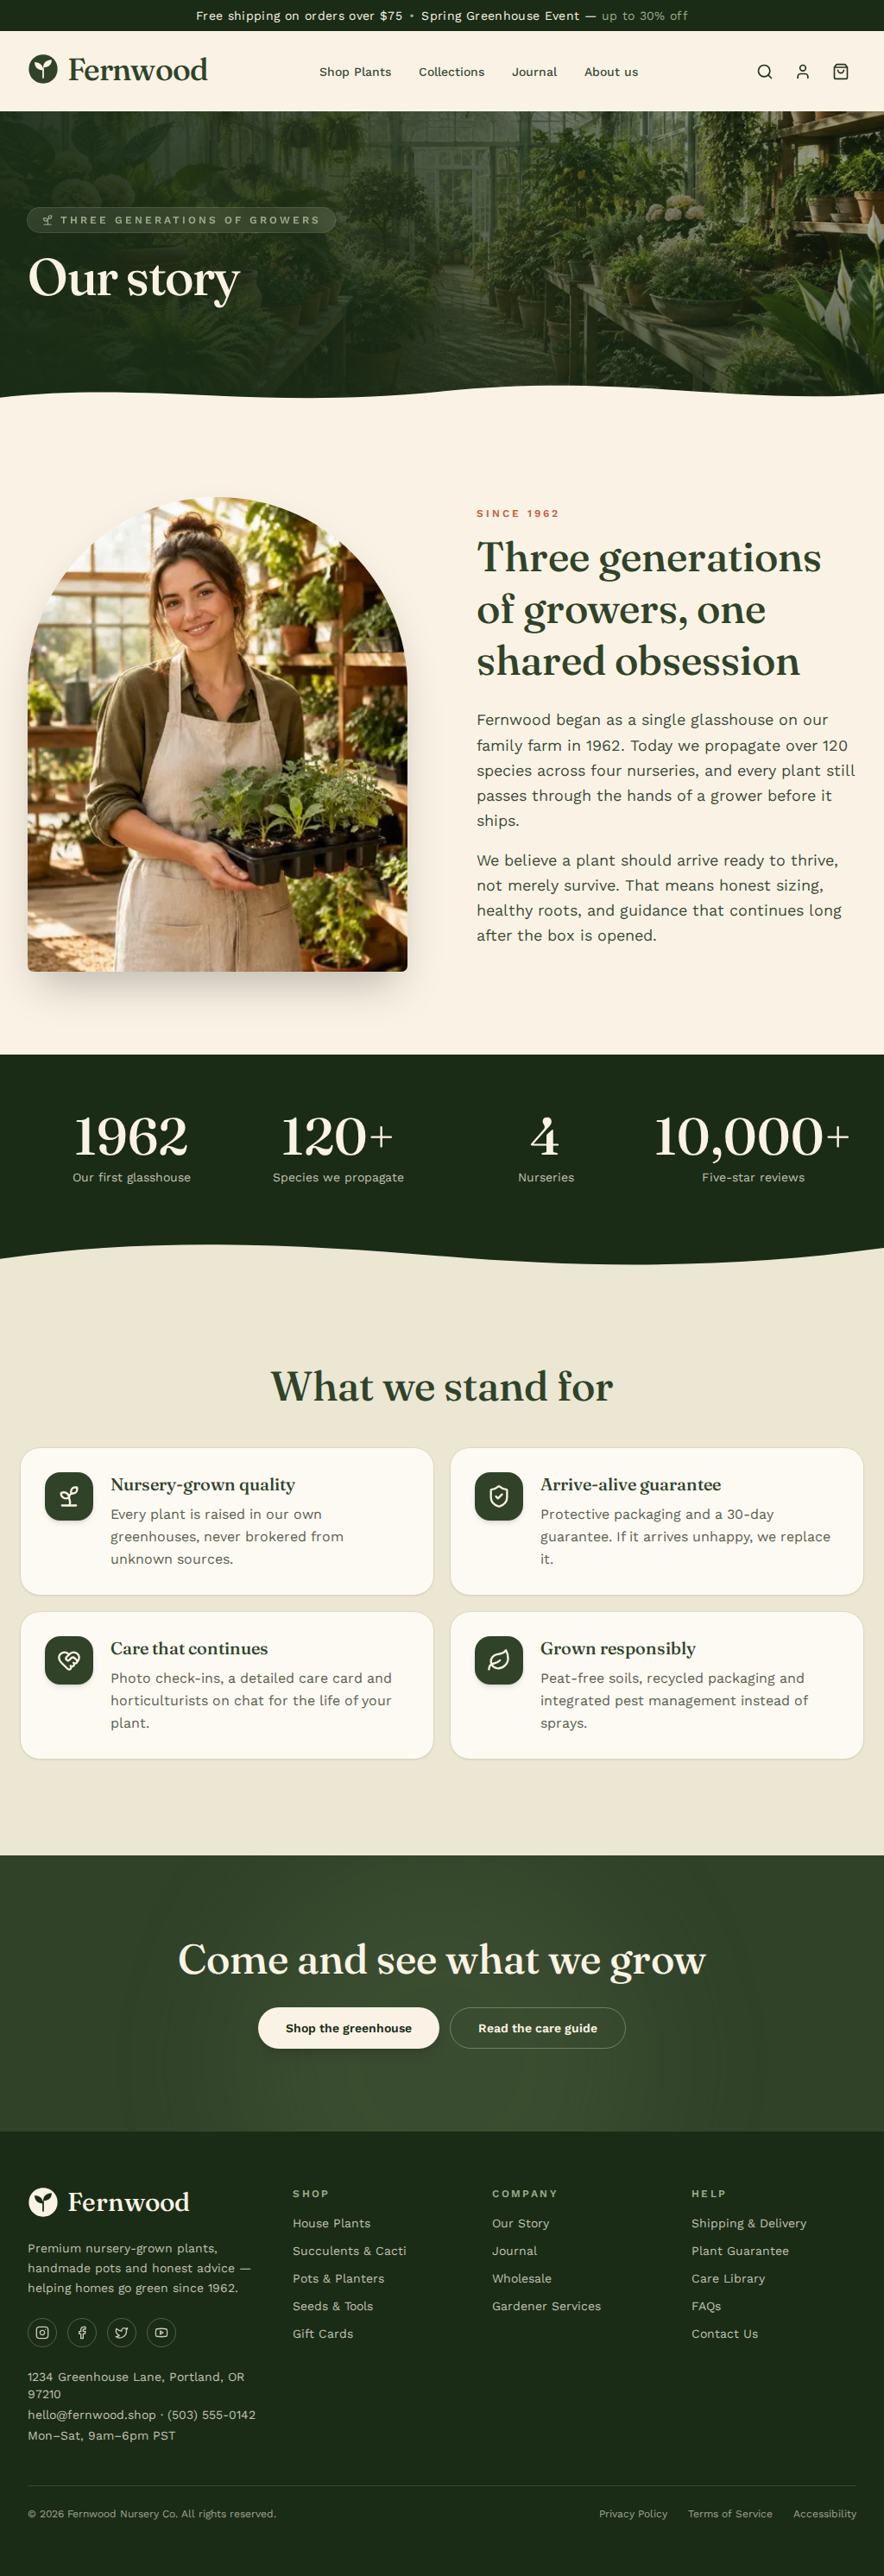 Free shipping on orders over $75 • Spring Greenhouse Event — up to 30% off
Fernwood
Shop Plants
Collections
Journal
About us
THREE GENERATIONS OF GROWERS
Our story
SINCE 1962
Three generations
of growers, one
shared obsession
Fernwood began as a single glasshouse on our
family farm in 1962. Today we propagate over 120
species across four nurseries, and every plant still
passes through the hands of a grower before it
ships.
We believe a plant should arrive ready to thrive,
not merely survive. That means honest sizing,
healthy roots, and guidance that continues long
after the box is opened.
1962
Our first glasshouse
120+
Species we propagate
4
Nurseries
10,000+
Five-star reviews
What we stand for
Nursery-grown quality
Every plant is raised in our own
greenhouses, never brokered from
unknown sources.
Arrive-alive guarantee
Protective packaging and a 30-day
guarantee. If it arrives unhappy, we replace
it.
Care that continues
Photo check-ins, a detailed care card and
horticulturists on chat for the life of your
plant.
Grown responsibly
Peat-free soils, recycled packaging and
integrated pest management instead of
sprays.
Come and see what we grow
Shop the greenhouse
Read the care guide
Fernwood
Premium nursery-grown plants,
handmade pots and honest advice —
helping homes go green since 1962.
1234 Greenhouse Lane, Portland, OR
97210
hello@fernwood.shop · (503) 555-0142
Mon–Sat, 9am–6pm PST
SHOP
House Plants
Succulents & Cacti
Pots & Planters
Seeds & Tools
Gift Cards
COMPANY
Our Story
Journal
Wholesale
Gardener Services
HELP
Shipping & Delivery
Plant Guarantee
Care Library
FAQs
Contact Us
© 2026 Fernwood Nursery Co. All rights reserved.
Privacy Policy
Terms of Service
Accessibility